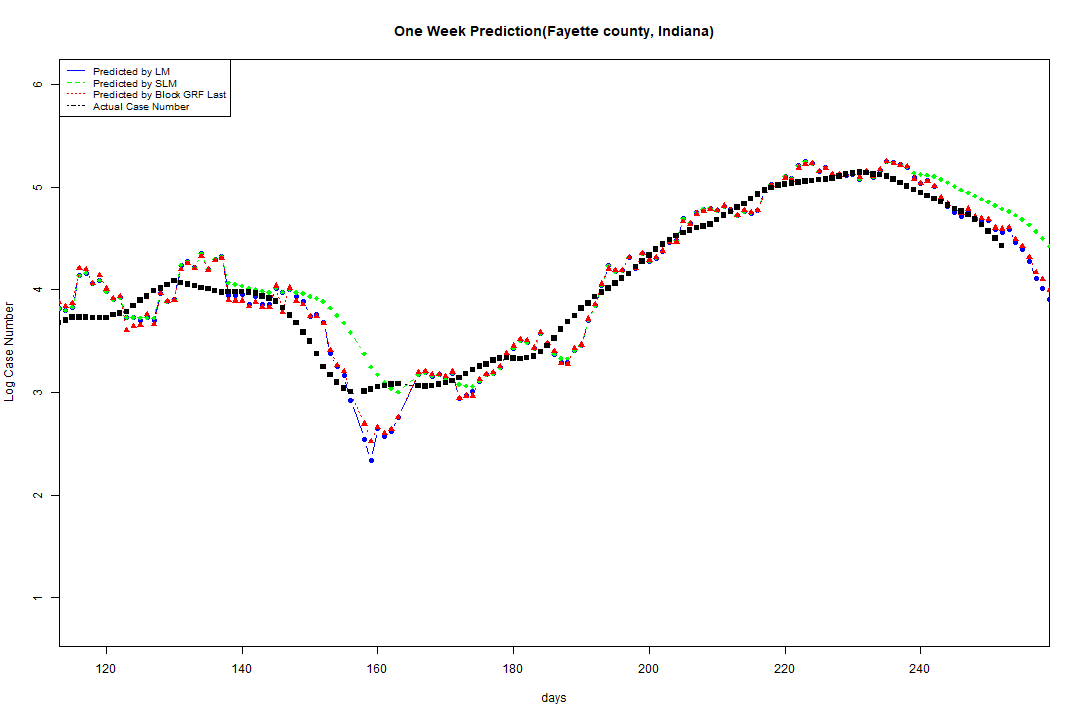 One Week Prediction(Fayette county, Indiana)
Predicted by LM
Predicted by SLM
Predicted by Block GRF Last
Actual Case Number
6
5
4
3
2
1
Log Case Number
120 140 160 180 200 220 240
days